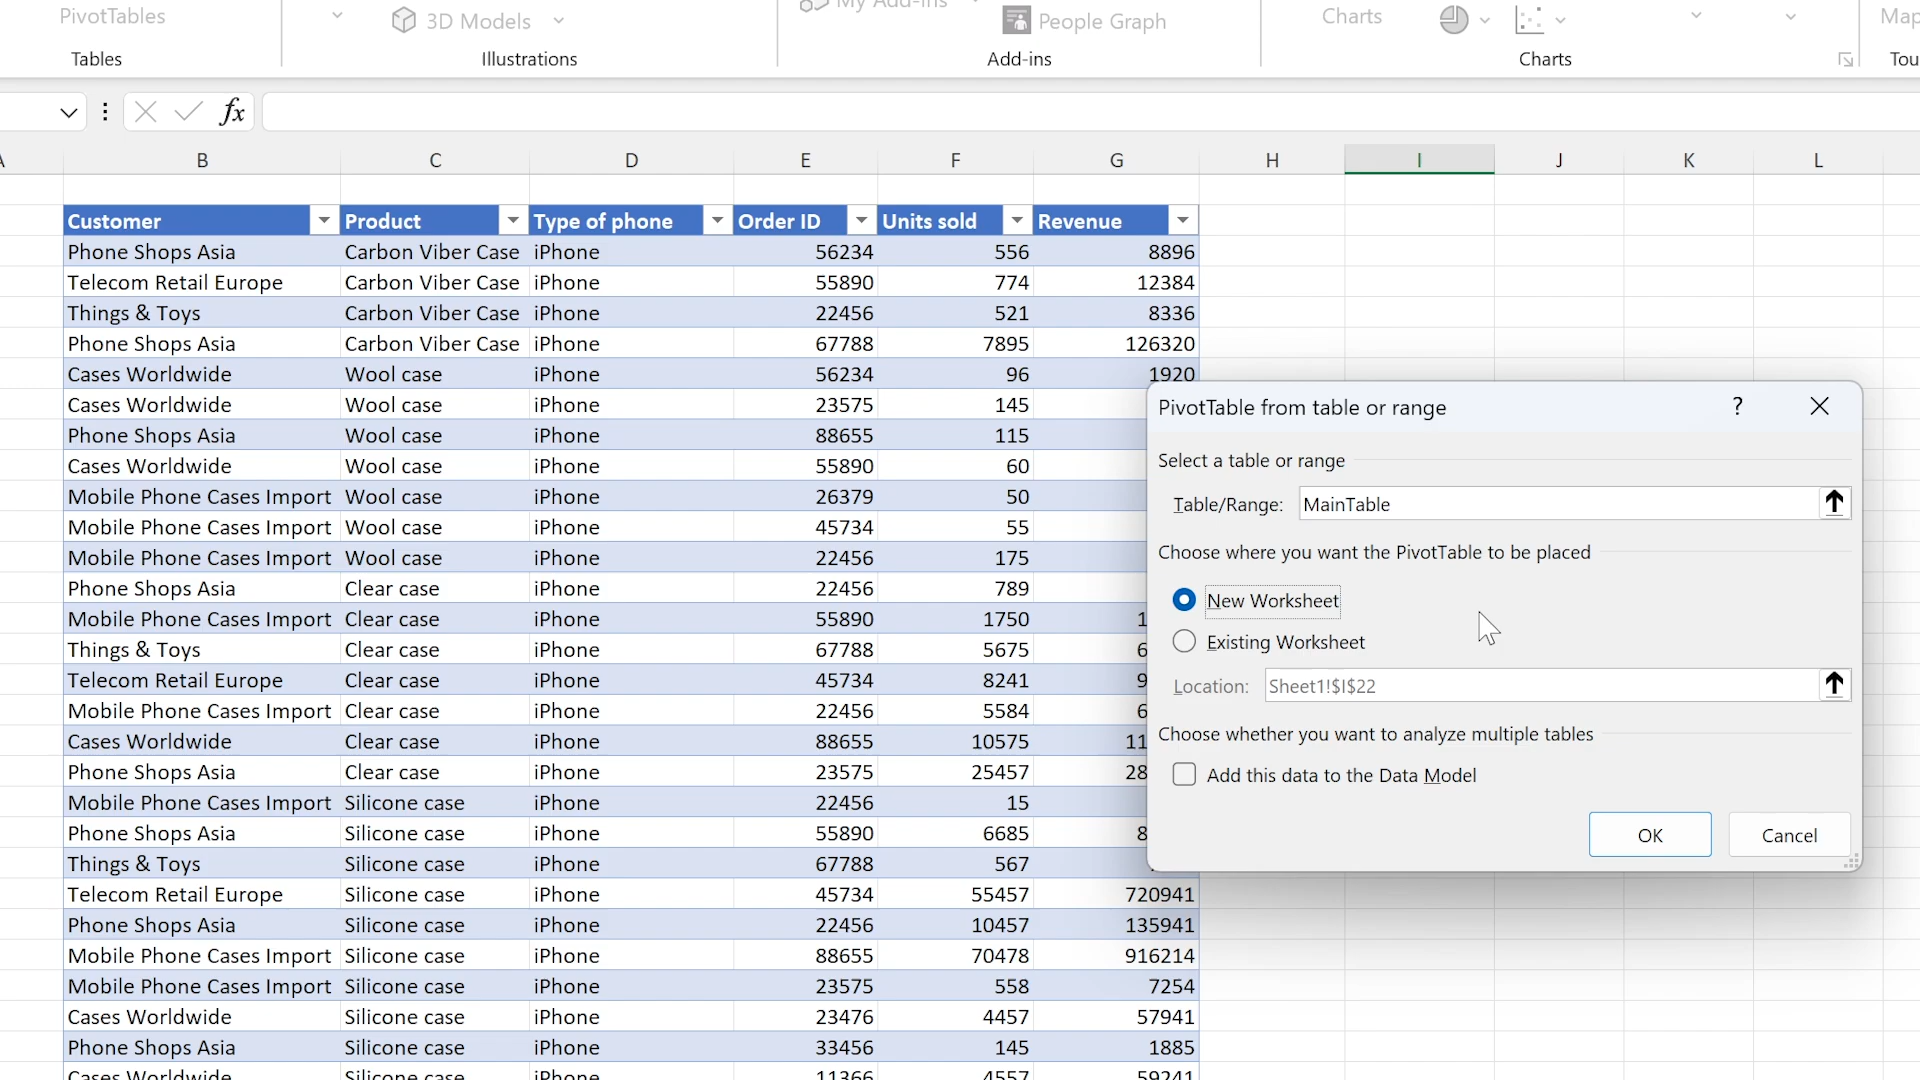 PivotTables 3D Models My Add-ins People Graph Charts Map
Tables Illustrations Add-ins Charts Tou
fx
A B C D E F G H I J K L
Customer Product Type of phone Order ID Units sold Revenue
Phone Shops Asia Carbon Viber Case iPhone 56234 556 8896
Telecom Retail Europe Carbon Viber Case iPhone 55890 774 12384
Things & Toys Carbon Viber Case iPhone 22456 521 8336
Phone Shops Asia Carbon Viber Case iPhone 67788 7895 126320
Cases Worldwide Wool case iPhone 56234 96 1920
Cases Worldwide Wool case iPhone 23575 145
Phone Shops Asia Wool case iPhone 88655 115
Cases Worldwide Wool case iPhone 55890 60
Mobile Phone Cases Import Wool case iPhone 26379 50
Mobile Phone Cases Import Wool case iPhone 45734 55
Mobile Phone Cases Import Wool case iPhone 22456 175
Phone Shops Asia Clear case iPhone 22456 789
Mobile Phone Cases Import Clear case iPhone 55890 1750 1
Things & Toys Clear case iPhone 67788 5675 6
Telecom Retail Europe Clear case iPhone 45734 8241 9
Mobile Phone Cases Import Clear case iPhone 22456 5584 6
Cases Worldwide Clear case iPhone 88655 10575 11
Phone Shops Asia Clear case iPhone 23575 25457 28
Mobile Phone Cases Import Silicone case iPhone 22456 15
Phone Shops Asia Silicone case iPhone 55890 6685 8
Things & Toys Silicone case iPhone 67788 567
Telecom Retail Europe Silicone case iPhone 45734 55457 720941
Phone Shops Asia Silicone case iPhone 22456 10457 135941
Mobile Phone Cases Import Silicone case iPhone 88655 70478 916214
Mobile Phone Cases Import Silicone case iPhone 23575 558 7254
Cases Worldwide Silicone case iPhone 23476 4457 57941
Phone Shops Asia Silicone case iPhone 33456 145 1885
Cases Worldwide Silicone case iPhone 11366 4557 59241
PivotTable from table or range ?
Select a table or range
Table/Range: MainTable
Choose where you want the PivotTable to be placed
New Worksheet
Existing Worksheet
Location: Sheet1!$I$22
Choose whether you want to analyze multiple tables
Add this data to the Data Model
OK Cancel